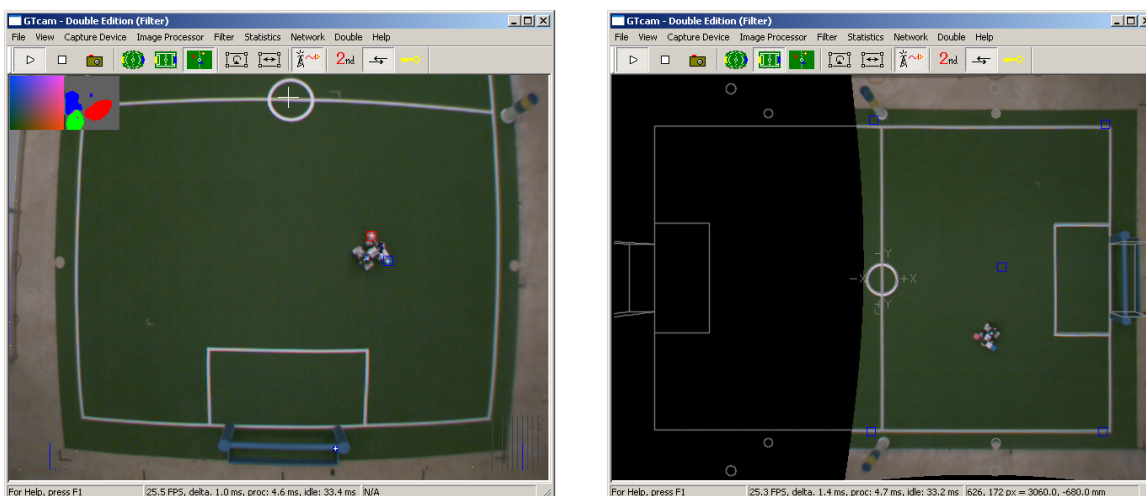 GTcam - Double Edition (Filter)
File View Capture Device Image Processor Filter Statistics Network Double Help
2nd
For Help, press F1 25.5 FPS, delta. 1.0 ms, proc: 4.6 ms, idle: 33.4 ms N/A
GTcam - Double Edition (Filter)
File View Capture Device Image Processor Filter Statistics Network Double Help
2nd
-Y
-X +X
+Y
For Help, press F1 25.3 FPS, delta. 1.4 ms, proc: 4.7 ms, idle: 33.2 ms 626, 172 px = 3060.0, -680.0 mm